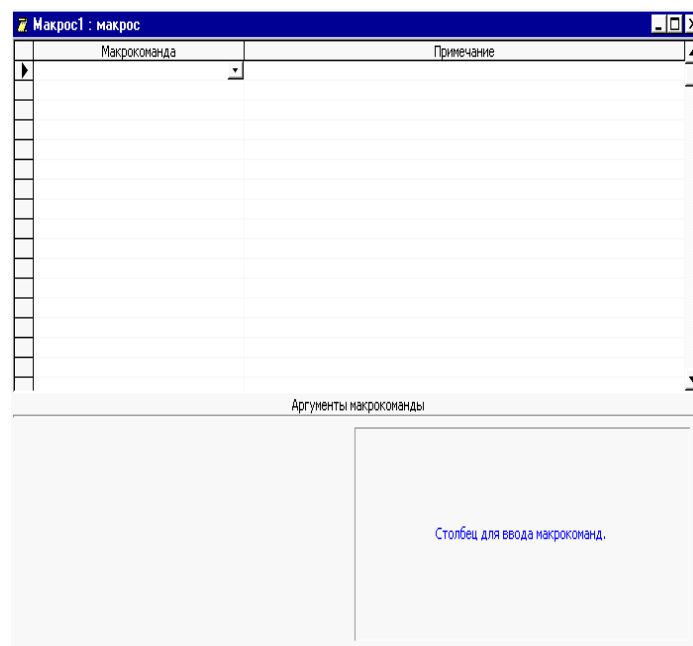 Макрос1 : макрос
Макрокоманда Примечание
Аргументы макрокоманды
Столбец для ввода макрокоманд.